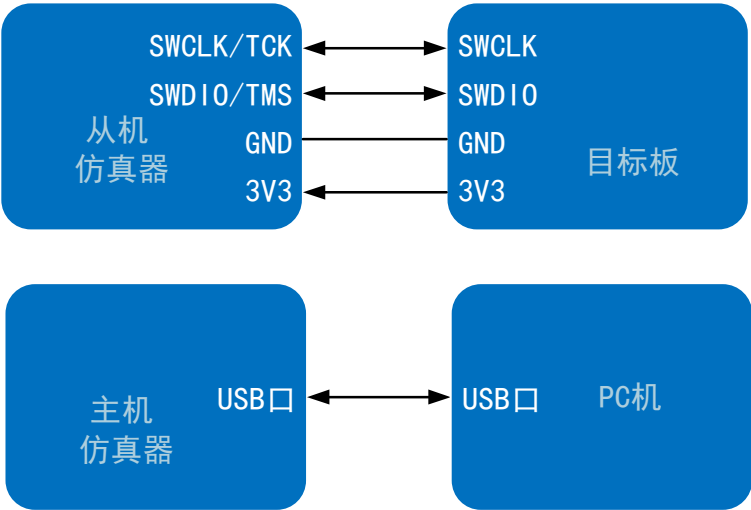 SWCLK/TCK
SWDIO/TMS
GND
3V3
从机
仿真器
SWCLK
SWDIO
GND
3V3
目标板
主机
仿真器
USB口
USB口
PC机